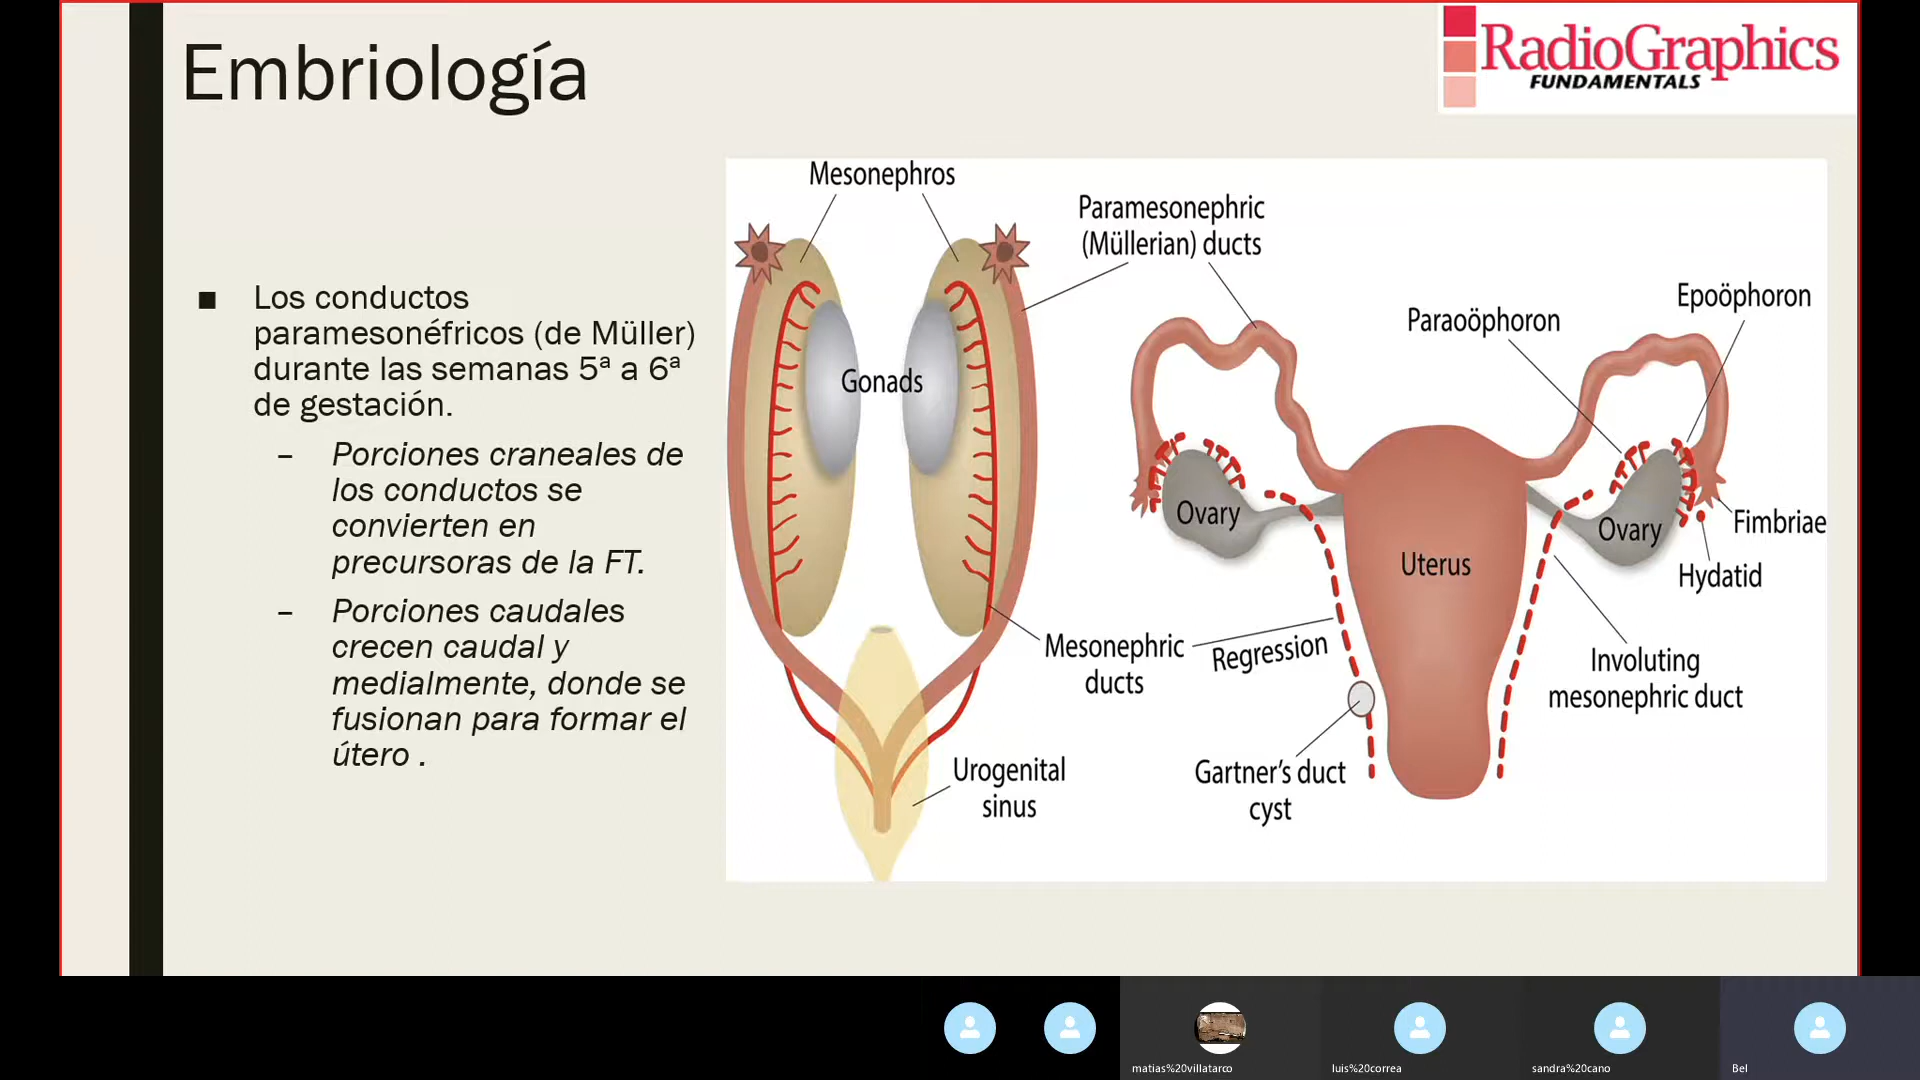 Embriología
RadioGraphics
FUNDAMENTALS
■ Los conductos
paramesonéfricos (de Müller)
durante las semanas 5ª a 6ª
de gestación.
– Porciones craneales de
los conductos se
convierten en
precursoras de la FT.
– Porciones caudales
crecen caudal y
medialmente, donde se
fusionan para formar el
útero .
Mesonephros
Paramesonephric
(Müllerian) ducts
Gonads
Mesonephric
ducts
Urogenital
sinus
Epoöphoron
Paraoöphoron
Ovary
Uterus
Ovary
Fimbriae
Hydatid
Regression
Involuting
mesonephric duct
Gartner’s duct
cyst
matias%20villatarco
luis%20correa
sandra%20cano
Bel